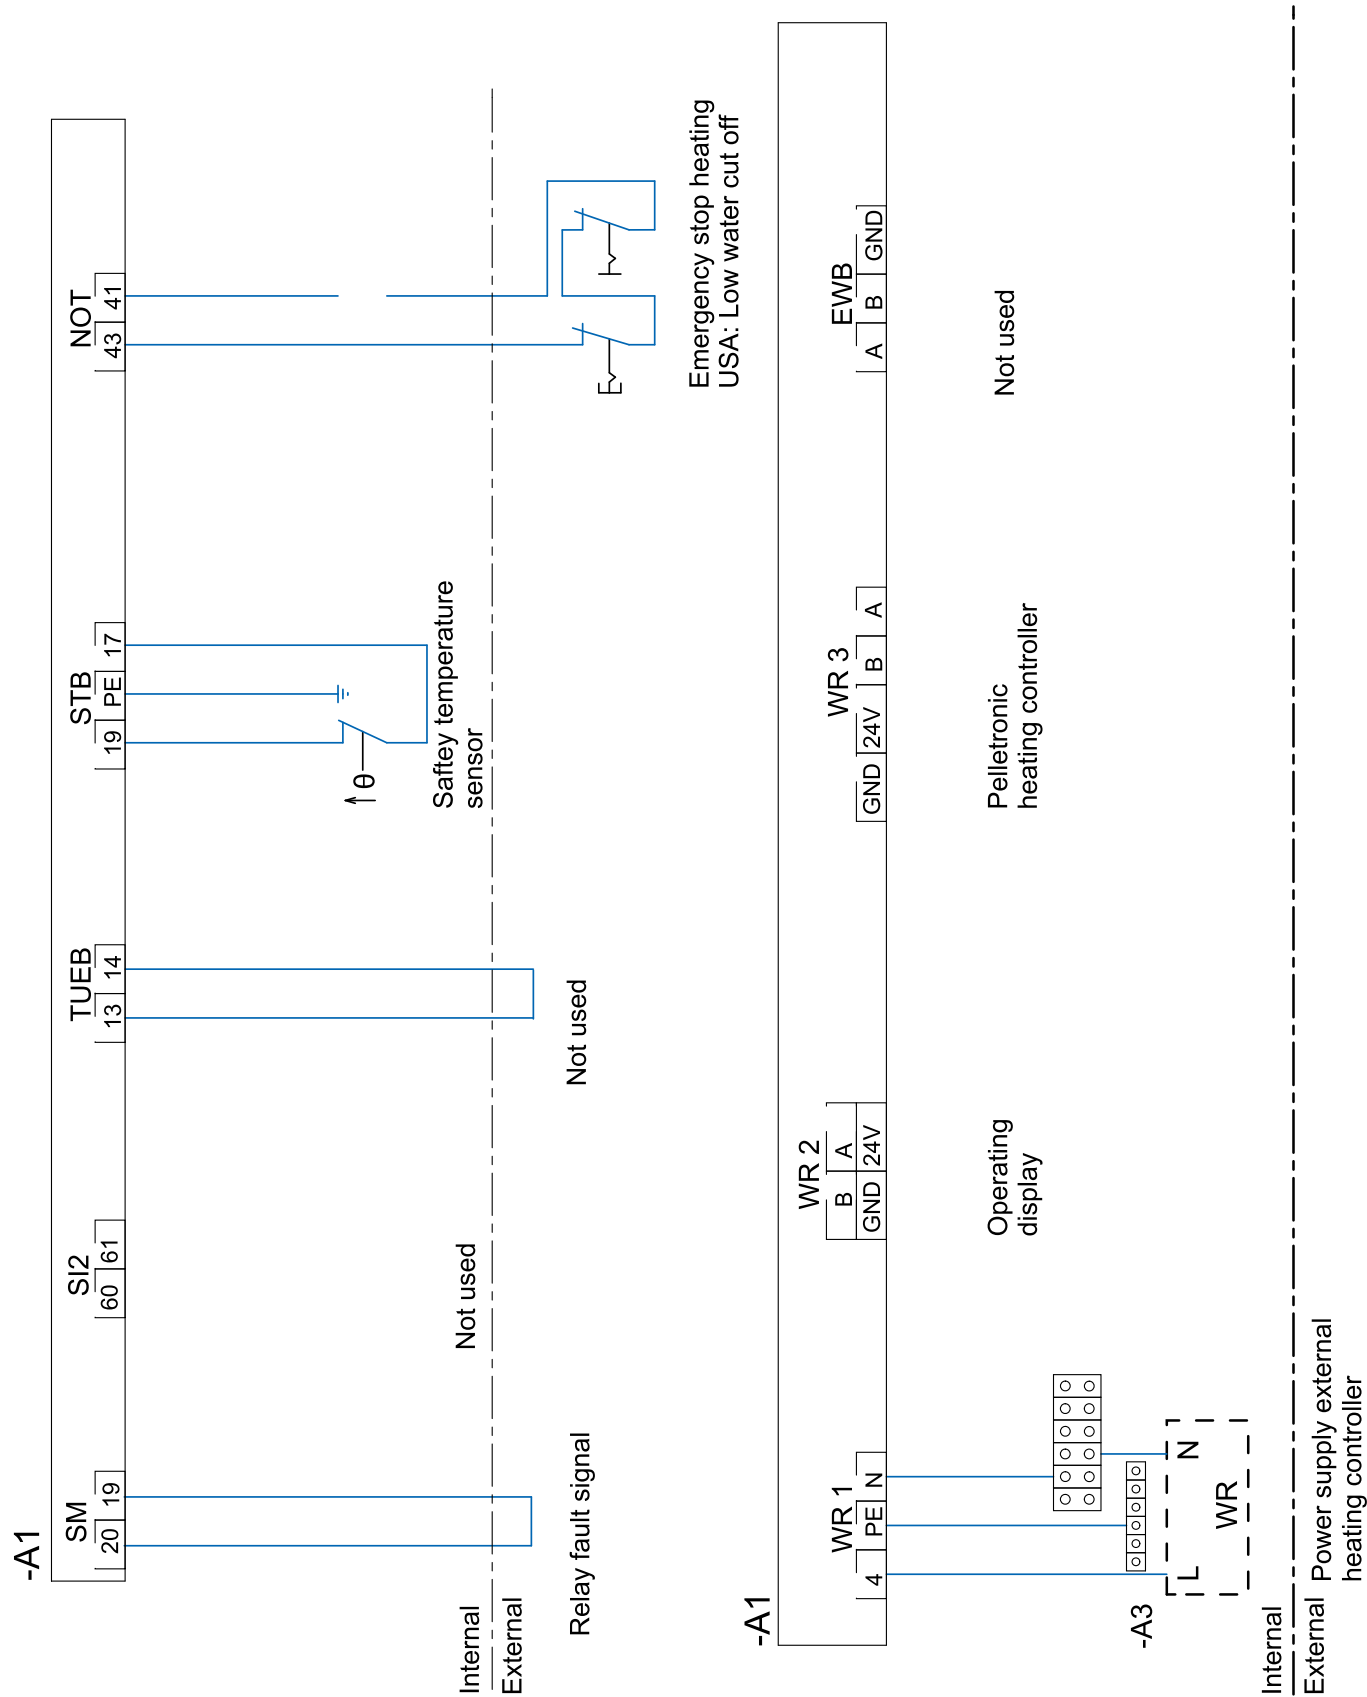 -A1
SM
20 19
SI2
60 61
TUEB
13 14
STB
19 PE 17
NOT
43 41
θ
Saftey temperature
sensor
Not used
Internal
External
Relay fault signal
Not used
Emergency stop heating
USA: Low water cut off
-A1
WR 1
4 PE N
WR 2
B A
GND 24V
WR 3
GND 24V B A
EWB
A B GND
Operating
display
Pelletronic
heating controller
Not used
-A3
L N
WR
Internal
External
Power supply external
heating controller